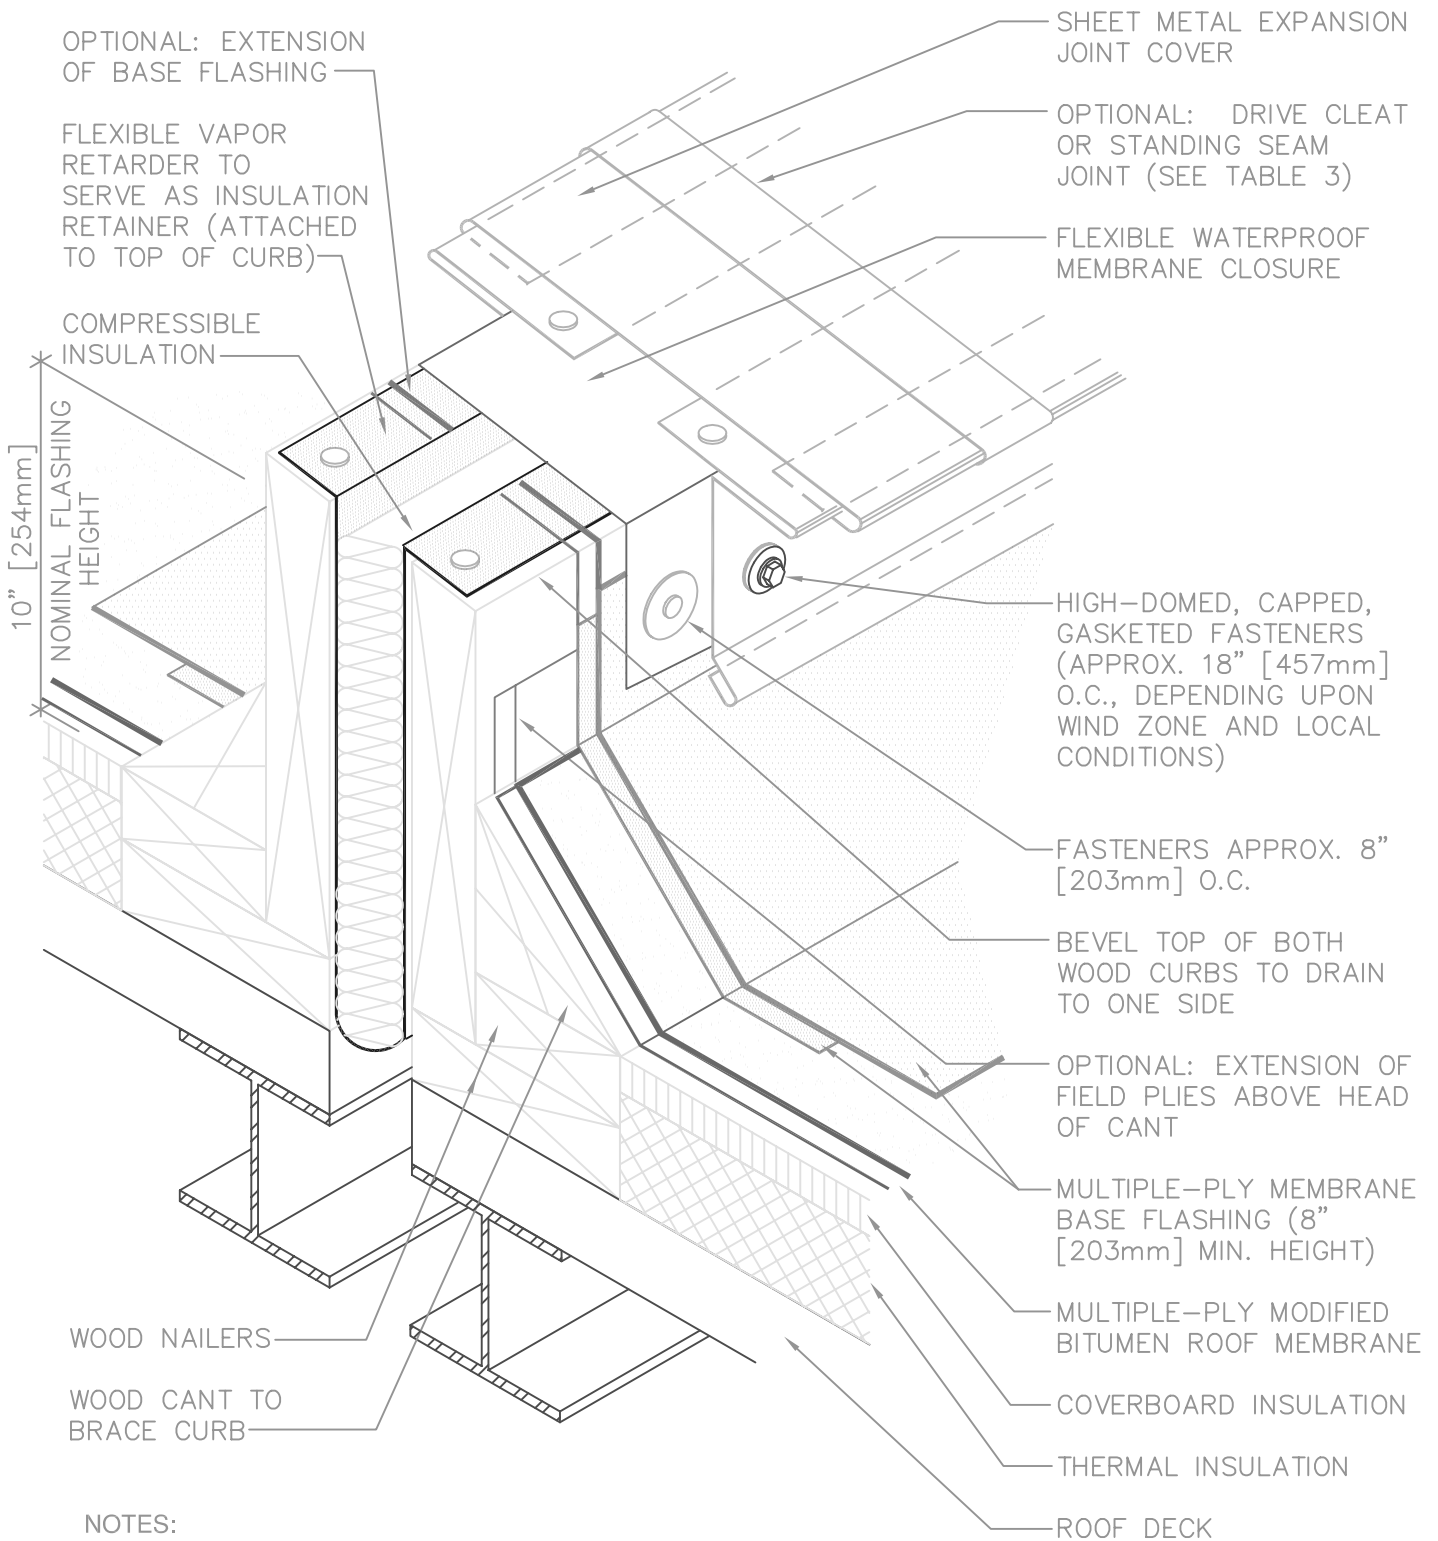 OPTIONAL: EXTENSION
OF BASE FLASHING
FLEXIBLE VAPOR
RETARDER TO
SERVE AS INSULATION
RETAINER (ATTACHED
TO TOP OF CURB)
COMPRESSIBLE
INSULATION
10” [254mm]
NOMINAL FLASHING
HEIGHT
SHEET METAL EXPANSION
JOINT COVER
OPTIONAL: DRIVE CLEAT
OR STANDING SEAM
JOINT (SEE TABLE 3)
FLEXIBLE WATERPROOF
MEMBRANE CLOSURE
HIGH–DOMED, CAPPED,
GASKETED FASTENERS
(APPROX. 18” [457mm]
O.C., DEPENDING UPON
WIND ZONE AND LOCAL
CONDITIONS)
FASTENERS APPROX. 8”
[203mm] O.C.
BEVEL TOP OF BOTH
WOOD CURBS TO DRAIN
TO ONE SIDE
OPTIONAL: EXTENSION OF
FIELD PLIES ABOVE HEAD
OF CANT
MULTIPLE–PLY MEMBRANE
BASE FLASHING (8”
[203mm] MIN. HEIGHT)
MULTIPLE–PLY MODIFIED
BITUMEN ROOF MEMBRANE
COVERBOARD INSULATION
THERMAL INSULATION
ROOF DECK
WOOD NAILERS
WOOD CANT TO
BRACE CURB
NOTES: